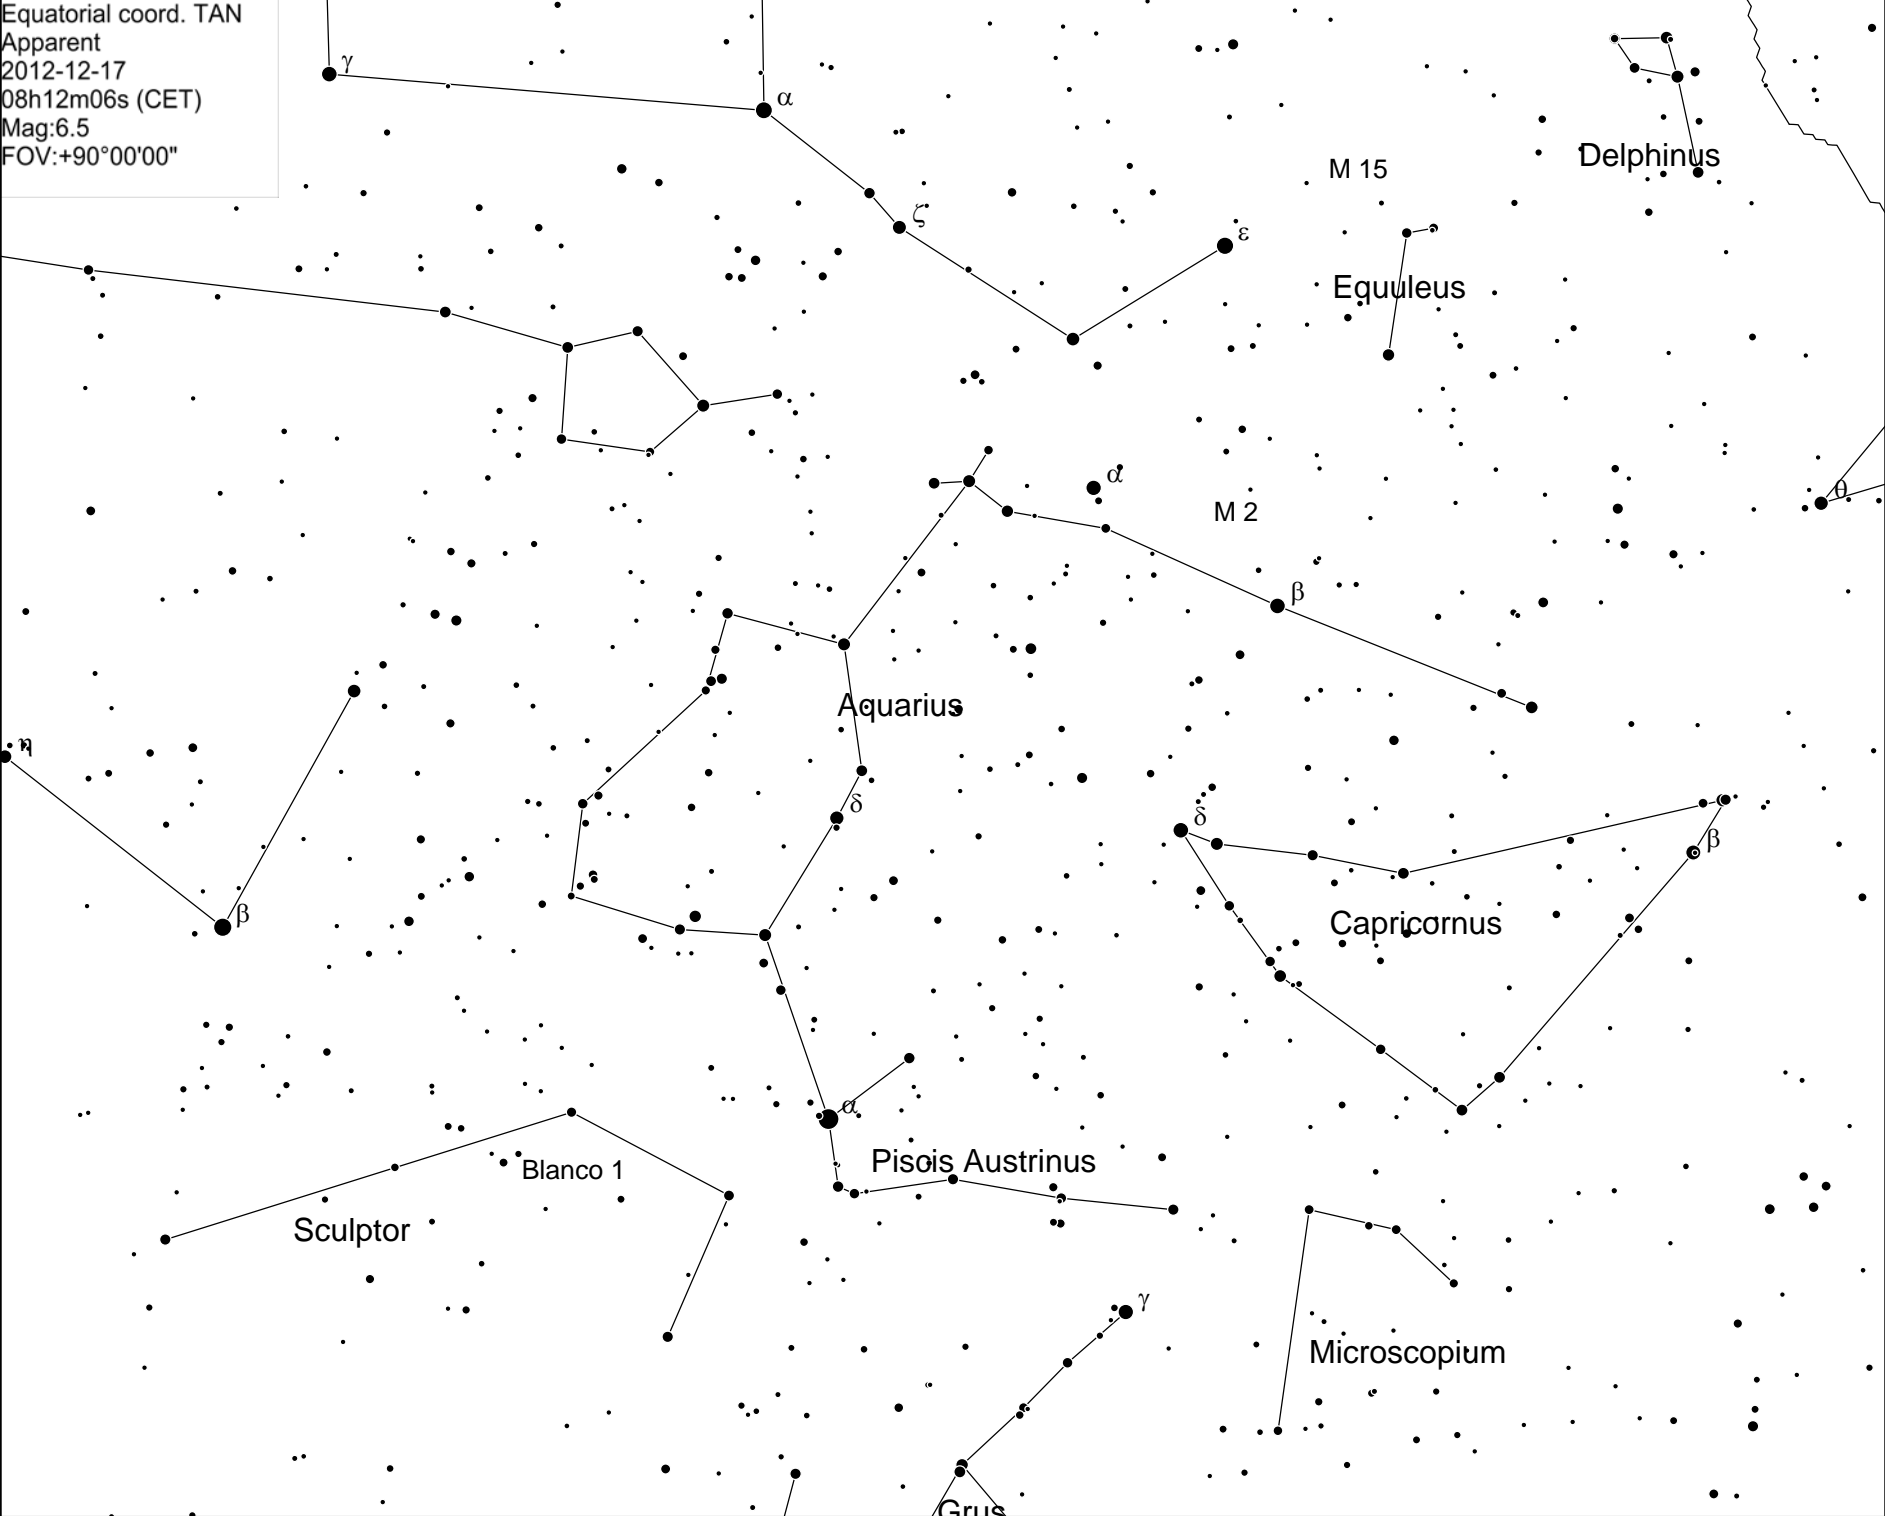 Equatorial coord. TAN
Apparent
2012-12-17
08h12m06s (CET)
Mag:6.5
FOV:+90°00'00"
γ
α
Delphinus
M 15
ζ
ε
Equuleus
α
θ
M 2
β
Aquarius
η
δ
δ
β
β
Capricornus
α
Piscis Austrinus
Blanco 1
Sculptor
γ
Microscopium
Grus